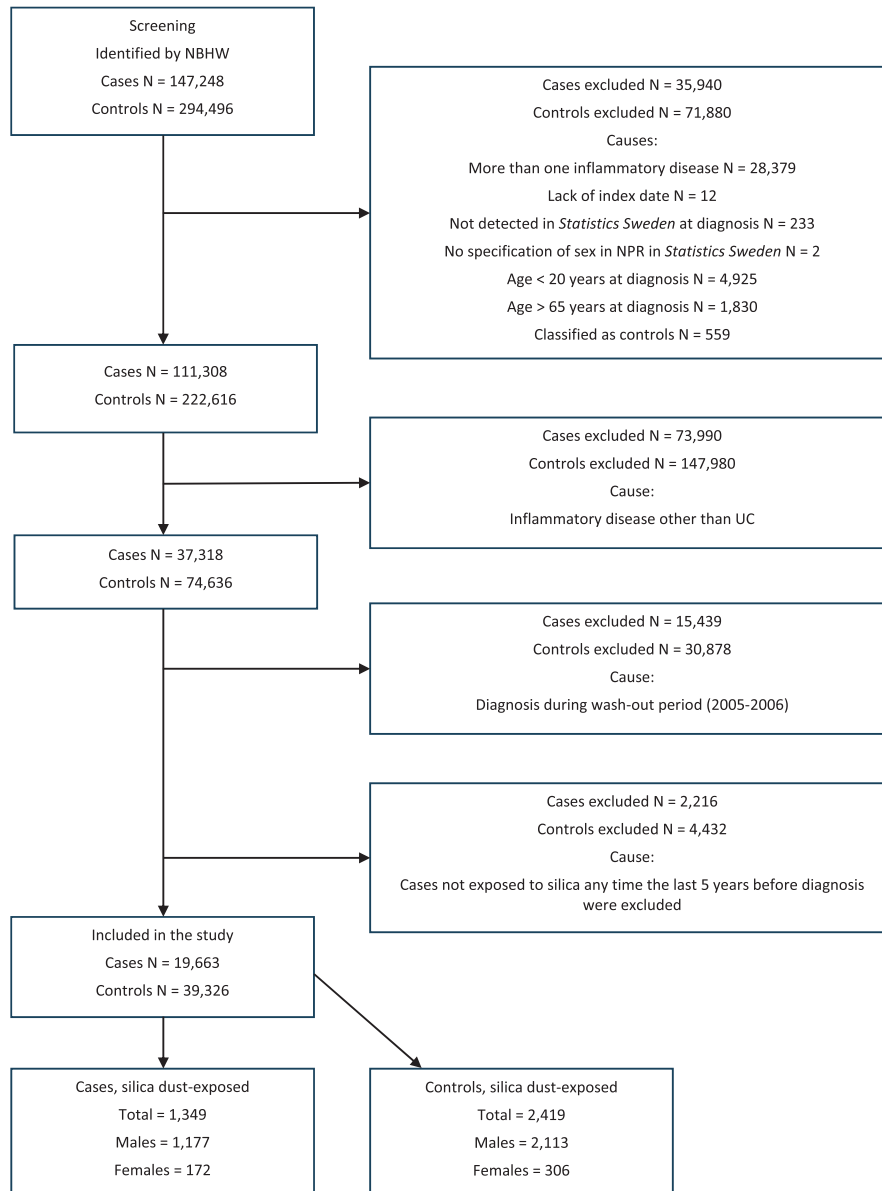 Screening
Identified by NBHW
Cases N = 147,248
Controls N = 294,496
Cases excluded N = 35,940
Controls excluded N = 71,880
Causes:
More than one inflammatory disease N = 28,379
Lack of index date N = 12
Not detected in Statistics Sweden at diagnosis N = 233
No specification of sex in NPR in Statistics Sweden N = 2
Age < 20 years at diagnosis N = 4,925
Age > 65 years at diagnosis N = 1,830
Classified as controls N = 559
Cases N = 111,308
Controls N = 222,616
Cases excluded N = 73,990
Controls excluded N = 147,980
Cause:
Inflammatory disease other than UC
Cases N = 37,318
Controls N = 74,636
Cases excluded N = 15,439
Controls excluded N = 30,878
Cause:
Diagnosis during wash-out period (2005-2006)
Cases excluded N = 2,216
Controls excluded N = 4,432
Cause:
Cases not exposed to silica any time the last 5 years before diagnosis
were excluded
Included in the study
Cases N = 19,663
Controls N = 39,326
Cases, silica dust-exposed
Total = 1,349
Males = 1,177
Females = 172
Controls, silica dust-exposed
Total = 2,419
Males = 2,113
Females = 306